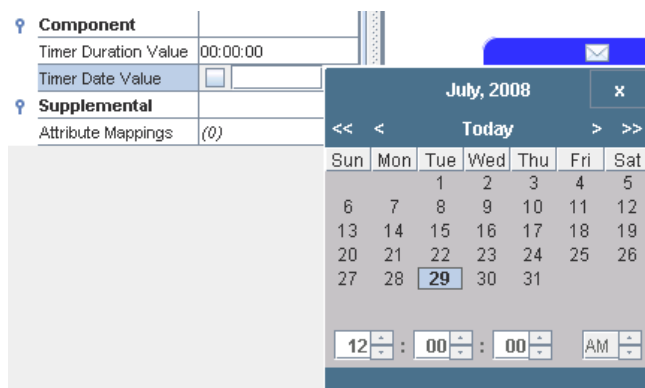 Component
Timer Duration Value 00:00:00
Timer Date Value
Supplemental
Attribute Mappings (0)
July, 2008 x
<< < Today > >>
Sun Mon Tue Wed Thu Fri Sat
1 2 3 4 5
6 7 8 9 10 11 12
13 14 15 16 17 18 19
20 21 22 23 24 25 26
27 28 29 30 31
12 : 00 : 00 AM